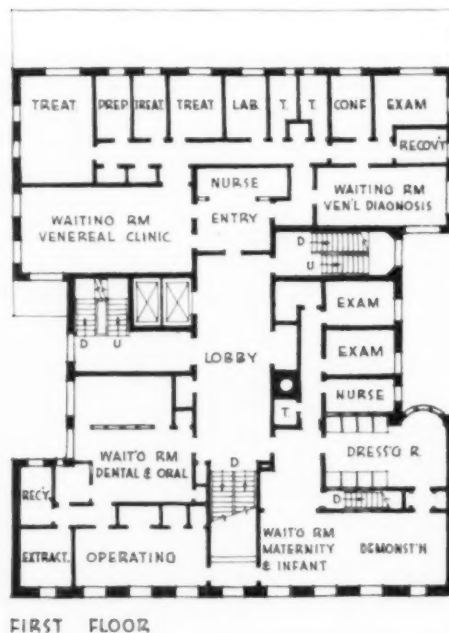 TREAT.
PREP
TREAT.
TREAT.
LAB.
T.
T.
CONF
EXAM
RECOV'Y
NURSE
WAITING RM
VENEREAL CLINIC
ENTRY
WAITING RM
VEN'L DIAGNOSIS
D
U
D
U
EXAM
LOBBY
EXAM
NURSE
T.
WAIT'G RM
DENTAL & ORAL
D
DRESS'G R.
REC'Y.
D
WAIT'G RM
MATERNITY
& INFANT
DEMONST'N
EXTRACT.
OPERATING
FIRST FLOOR